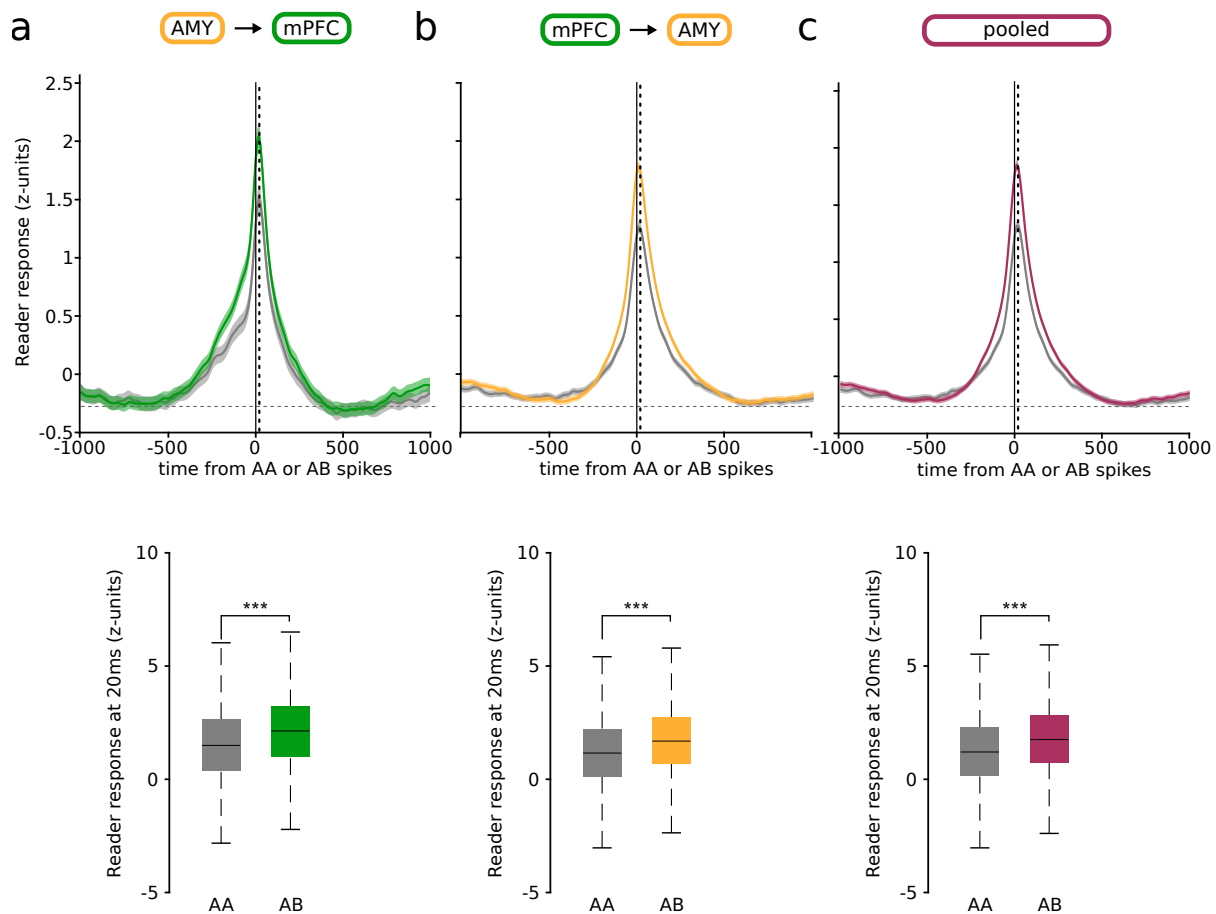 a
AMY → mPFC
b
mPFC → AMY
c
pooled
Reader response (z-units)
2.5
2
1.5
1
0.5
0
-0.5
-1000 -500 0 500 1000
time from AA or AB spikes
-500 0 500
time from AA or AB spikes
-1000 -500 0 500 1000
time from AA or AB spikes
Reader response at 20ms (z-units)
10
5
0
-5
***
AA AB
Reader response at 20ms (z-units)
10
5
0
-5
***
AA AB
Reader response at 20ms (z-units)
10
5
0
-5
***
AA AB